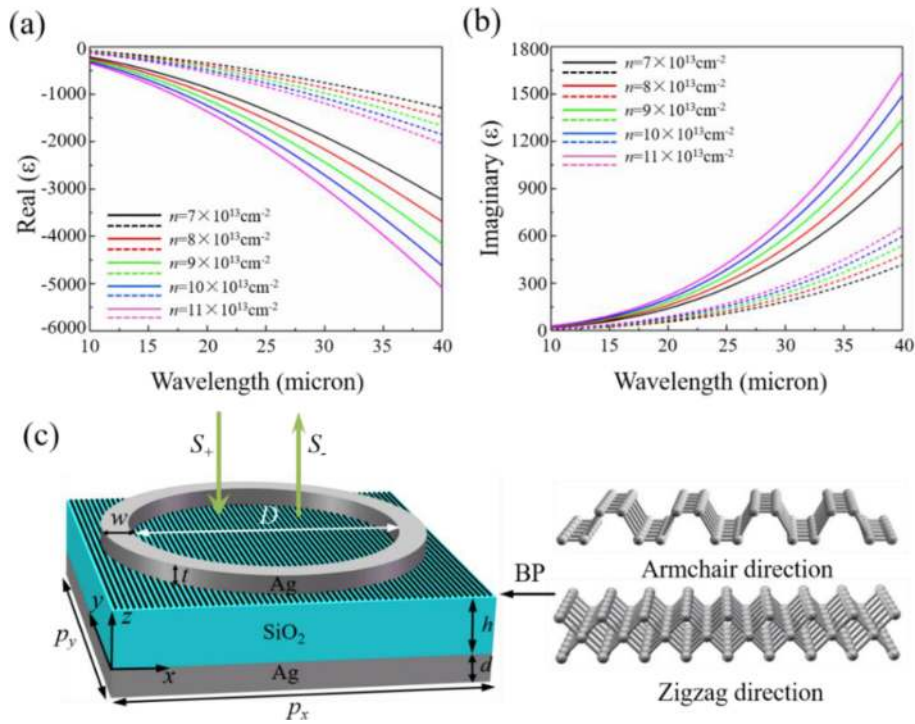 (a)
0
-1000
-2000
-3000
-4000
-5000
-6000
Real (ε)
n=7×10¹³cm⁻²
n=8×10¹³cm⁻²
n=9×10¹³cm⁻²
n=10×10¹³cm⁻²
n=11×10¹³cm⁻²
10 15 20 25 30 35 40
Wavelength (micron)
(b)
1800
1500
1200
900
600
300
0
Imaginary (ε)
n=7×10¹³cm⁻²
n=8×10¹³cm⁻²
n=9×10¹³cm⁻²
n=10×10¹³cm⁻²
n=11×10¹³cm⁻²
10 15 20 25 30 35 40
Wavelength (micron)
(c)
S₊ S₋
w D
t Ag
SiO₂ h
Ag d
z
y
x
pᵧ
pₓ
BP
Armchair direction
Zigzag direction